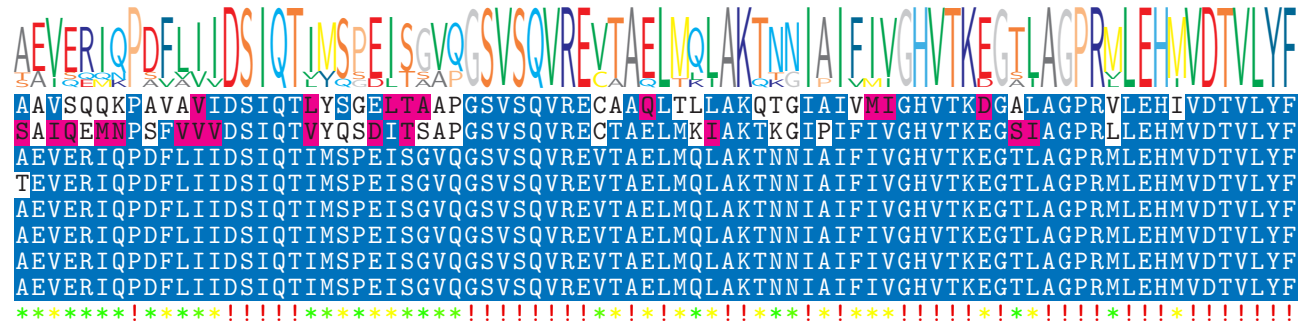 AEVERIQPDFLIIDSIQTIMSPEISGVQGSVSQVREVTAELMQLAKTNNIAIFIVGHVTKEGTLAGPRMLEHMVDTVLYF
AAVSQQKPAVAVIDSIQTLYSGELTAAPGSVSQVRECAAQLTLLAKQTGIAIVMIGHVTKDGALAGPRVLEHIVDTVLYF
SAIQEMNPSFVVVDSIQTVYQSDITSAPGSVSQVRECTAELMKIAKTKGIPIFIVGHVTKEGSIAGPRLLEHMVDTVLYF
AEVERIQPDFLIIDSIQTIMSPEISGVQGSVSQVREVTAELMQLAKTNNIAIFIVGHVTKEGTLAGPRMLEHMVDTVLYF
TEVERIQPDFLIIDSIQTIMSPEISGVQGSVSQVREVTAELMQLAKTNNIAIFIVGHVTKEGTLAGPRMLEHMVDTVLYF
AEVERIQPDFLIIDSIQTIMSPEISGVQGSVSQVREVTAELMQLAKTNNIAIFIVGHVTKEGTLAGPRMLEHMVDTVLYF
AEVERIQPDFLIIDSIQTIMSPEISGVQGSVSQVREVTAELMQLAKTNNIAIFIVGHVTKEGTLAGPRMLEHMVDTVLYF
AEVERIQPDFLIIDSIQTIMSPEISGVQGSVSQVREVTAELMQLAKTNNIAIFIVGHVTKEGTLAGPRMLEHMVDTVLYF
AEVERIQPDFLIIDSIQTIMSPEISGVQGSVSQVREVTAELMQLAKTNNIAIFIVGHVTKEGTLAGPRMLEHMVDTVLYF
*******!*****!!!!!**********!!!!!!!!**!*!***!!***!*!***!!!!!*!**!!!!*!!!*!!!!!!!